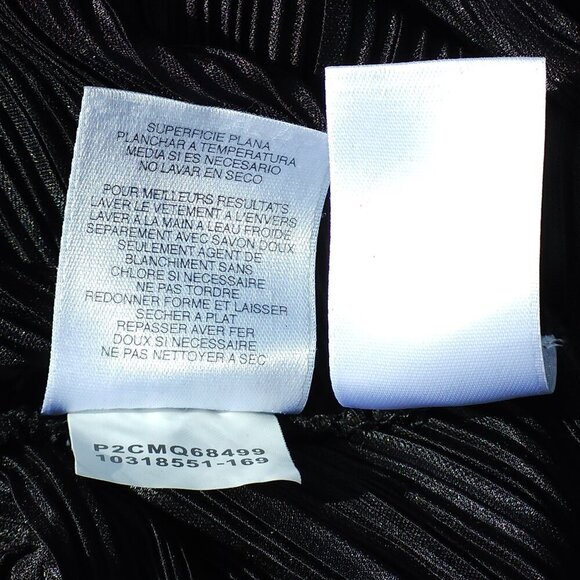 SUPERFICIE PLANA
PLANCHAR A TEMPERATURA
MEDIA SI ES NECESARIO
NO LAVAR EN SECO
POUR MEILLEURS RESULTATS
LAVER LE VETEMENT A L'ENVERS
LAVER A LA MAIN A LEAU FROIDE
SEPAREMENT AVEC SAVON DOUX
SEULEMENT AGENT DE
BLANCHIMENT SANS
CHLORE SI NECESSAIRE
NE PAS TORDRE
REDONNER FORME ET LAISSER
SECHER A PLAT
REPASSER AVER FER
DOUX SI NECESSAIRE
NE PAS NETTOYER A SEC
P2CMQ68499
10318551-169